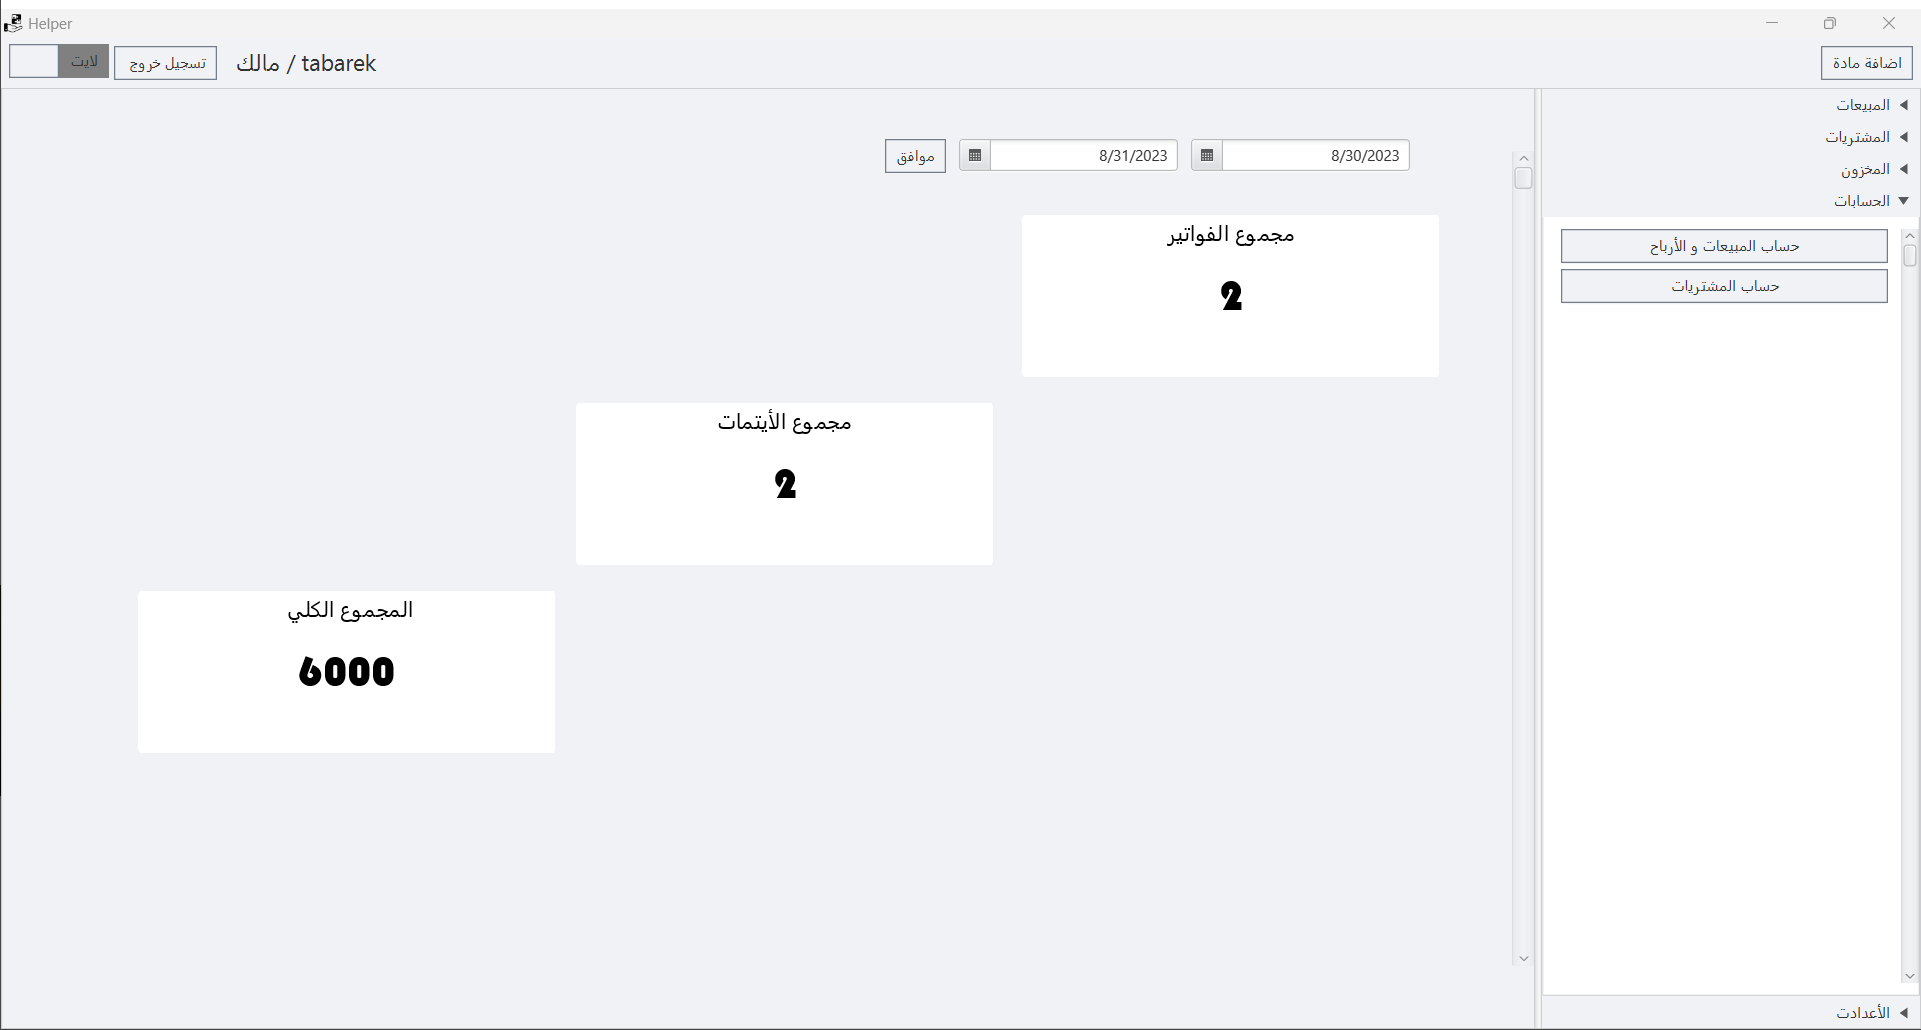 Helper
اضافة مادة
tabarek / مالك
تسجيل خروج
لايت
المبيعات
المشتريات
المخزون
الحسابات
حساب المبيعات و الأرباح
حساب المشتريات
الأعدادت
8/30/2023
8/31/2023
موافق
مجموع الفواتير
2
مجموع الأيتمات
2
المجموع الكلي
6000